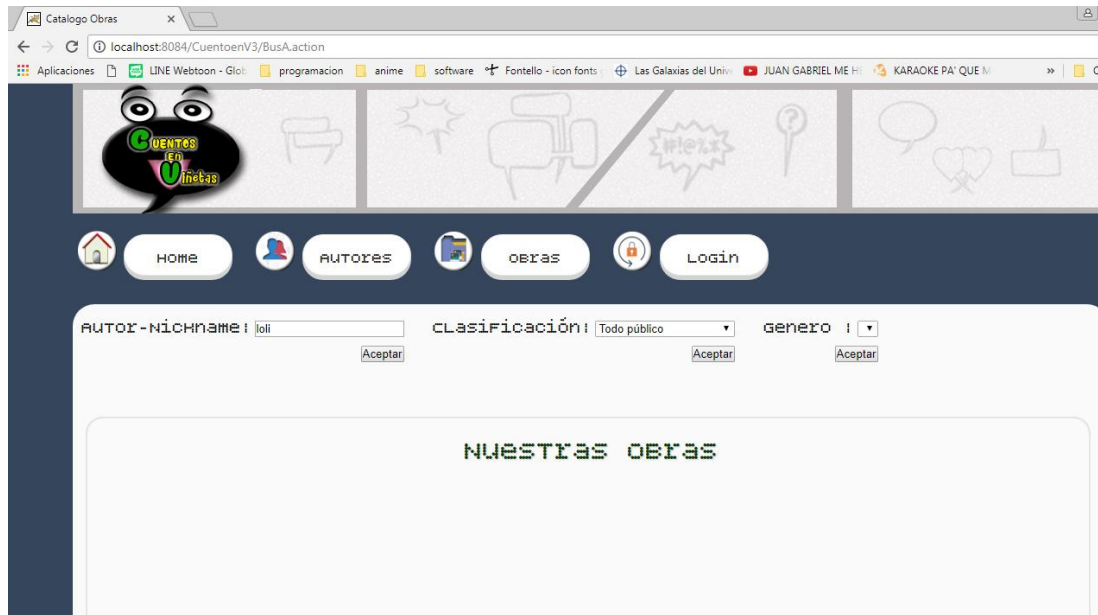 Catalogo Obras
localhost:8084/CuentoenV3/BusA.action
Aplicaciones LINE Webtoon - Glob programacion anime software Fontello - icon fonts Las Galaxias del Univ JUAN GABRIEL ME H KARAOKE PA' QUE M » C
CUENTOS
EN
Viñetas
$#!@%*
?
Home Autores Obras Login
Autor-Nickname: loli Clasificación: Todo público Genero :
Aceptar Aceptar Aceptar
Nuestras Obras